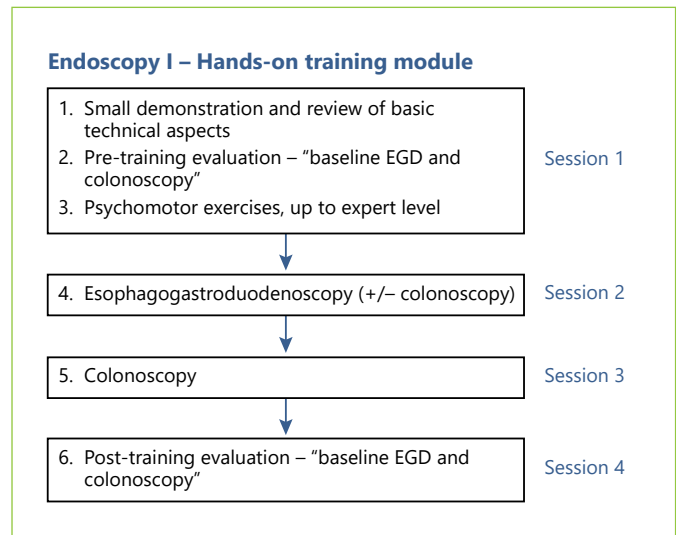 Endoscopy I – Hands-on training module
1. Small demonstration and review of basic
technical aspects
2. Pre-training evaluation – “baseline EGD and
colonoscopy”
3. Psychomotor exercises, up to expert level
Session 1
4. Esophagogastroduodenoscopy (+/– colonoscopy)
Session 2
5. Colonoscopy
Session 3
6. Post-training evaluation – “baseline EGD and
colonoscopy”
Session 4